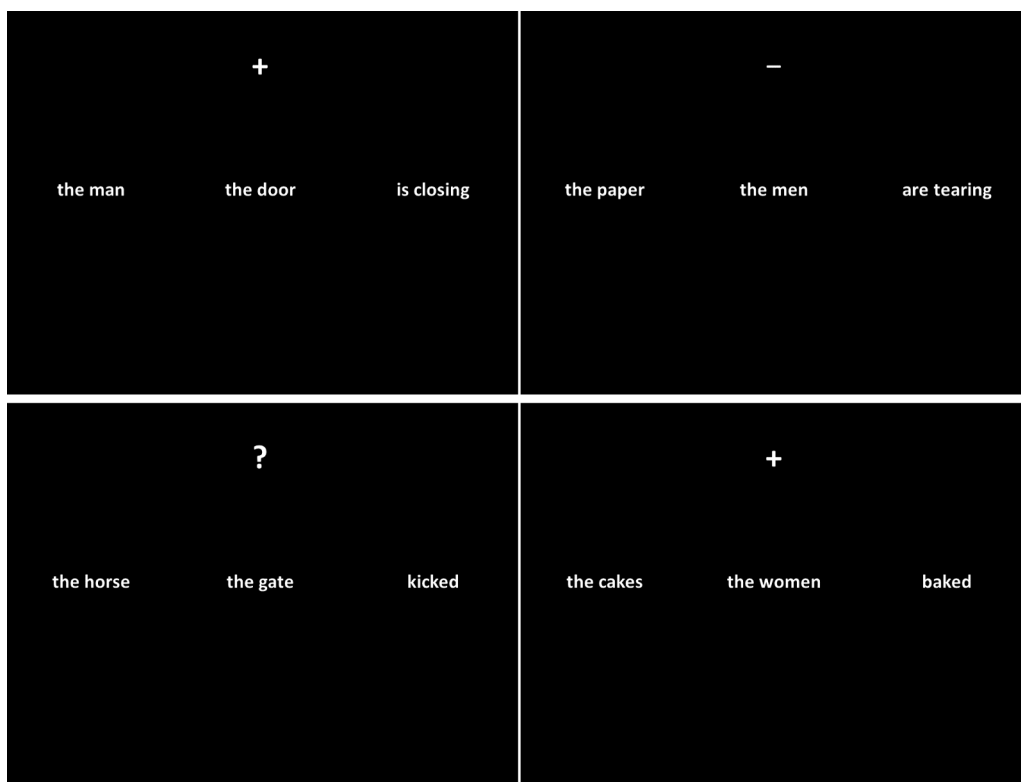 +
the man the door is closing
–
the paper the men are tearing
?
the horse the gate kicked
+
the cakes the women baked